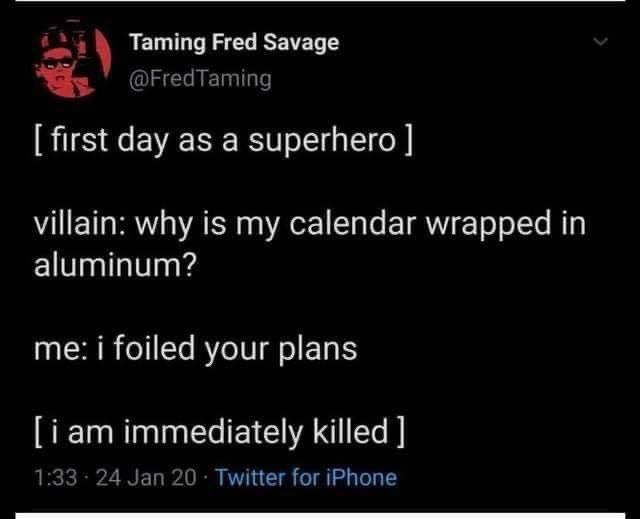 Taming Fred Savage
@FredTaming
[ first day as a superhero ]
villain: why is my calendar wrapped in
aluminum?
me: i foiled your plans
[ i am immediately killed ]
1:33 · 24 Jan 20 · Twitter for iPhone